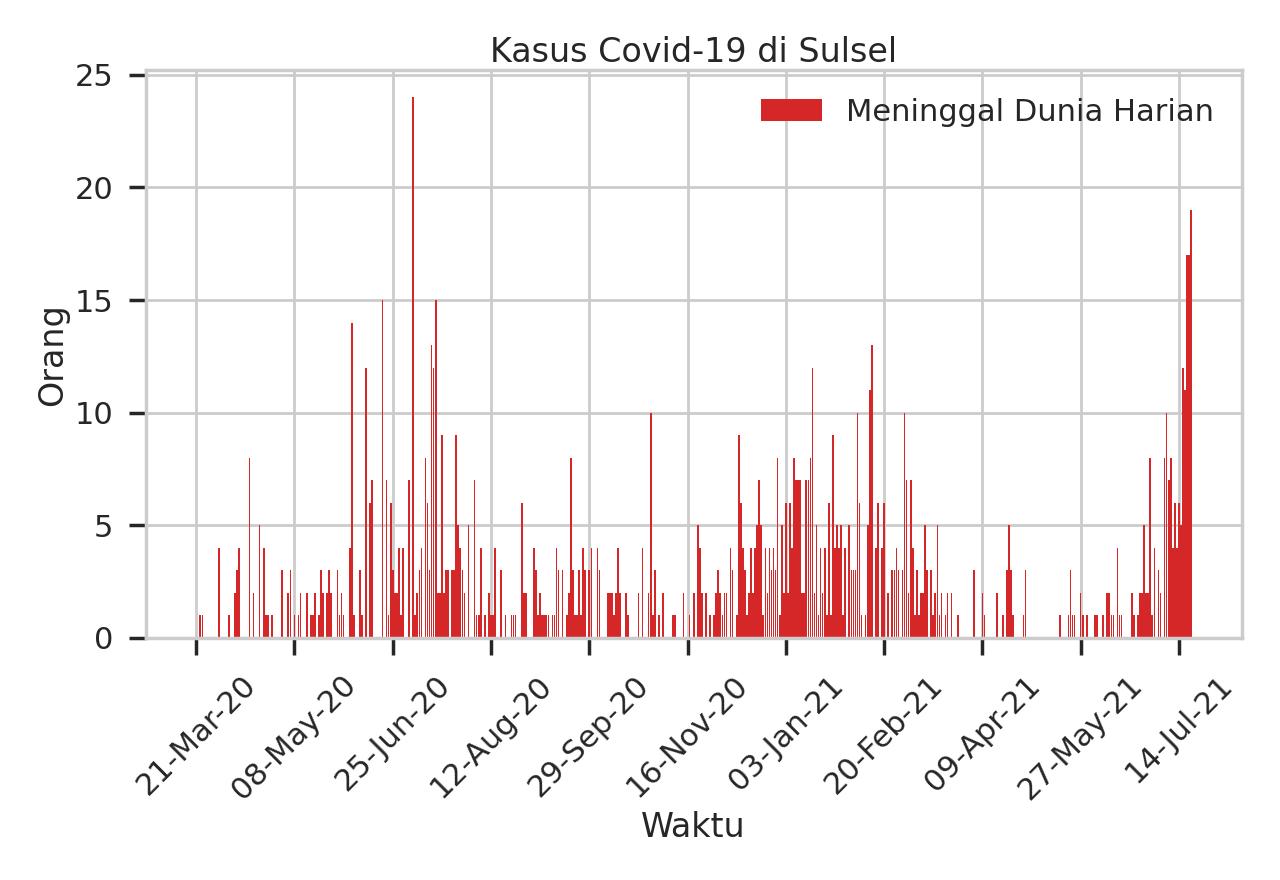 Kasus Covid-19 di Sulsel
Meninggal Dunia Harian
Orang
25
20
15
10
5
0
21-Mar-20
08-May-20
25-Jun-20
12-Aug-20
29-Sep-20
16-Nov-20
03-Jan-21
20-Feb-21
09-Apr-21
27-May-21
14-Jul-21
Waktu